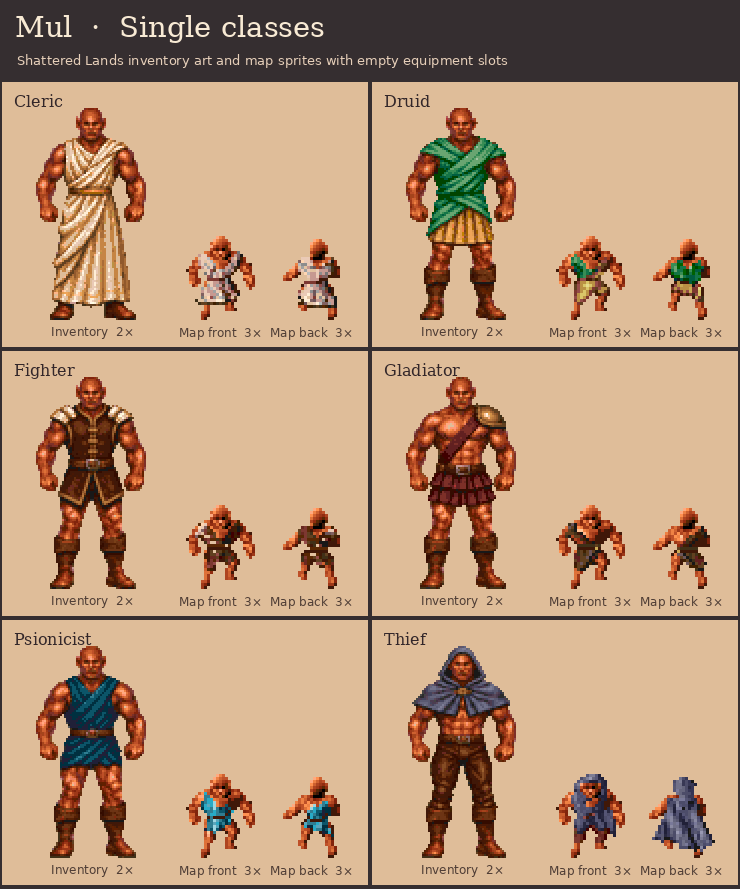 Mul · Single classes
Shattered Lands inventory art and map sprites with empty equipment slots
Cleric
Inventory 2×
Map front 3×
Map back 3×
Druid
Inventory 2×
Map front 3×
Map back 3×
Fighter
Inventory 2×
Map front 3×
Map back 3×
Gladiator
Inventory 2×
Map front 3×
Map back 3×
Psionicist
Inventory 2×
Map front 3×
Map back 3×
Thief
Inventory 2×
Map front 3×
Map back 3×